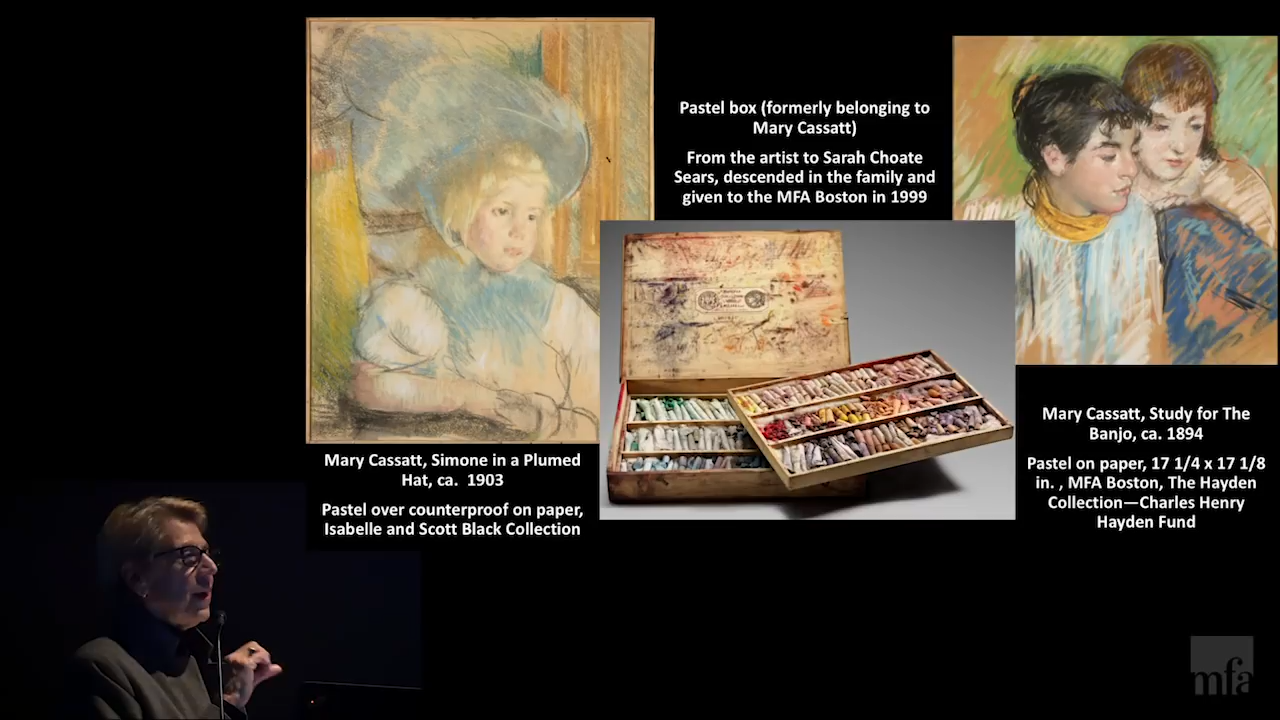 Pastel box (formerly belonging to
Mary Cassatt)
From the artist to Sarah Choate
Sears, descended in the family and
given to the MFA Boston in 1999
Mary Cassatt, Simone in a Plumed
Hat, ca. 1903
Pastel over counterproof on paper,
Isabelle and Scott Black Collection
Mary Cassatt, Study for The
Banjo, ca. 1894
Pastel on paper, 17 1/4 x 17 1/8
in. , MFA Boston, The Hayden
Collection—Charles Henry
Hayden Fund
mfa